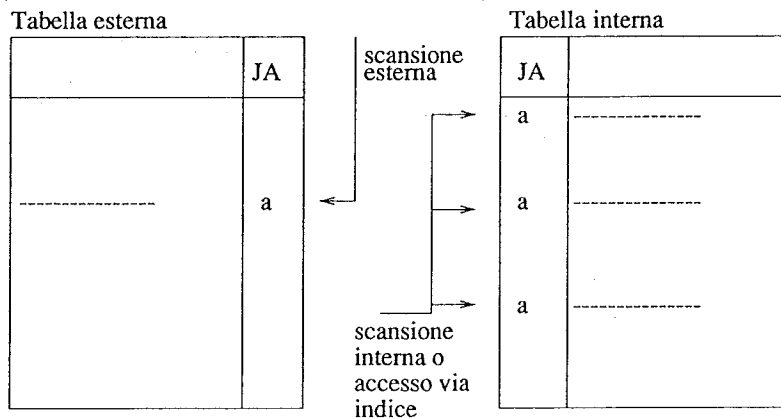 Tabella esterna
JA
a
scansione
esterna
Tabella interna
JA
a
a
a
scansione
interna o
accesso via
indice